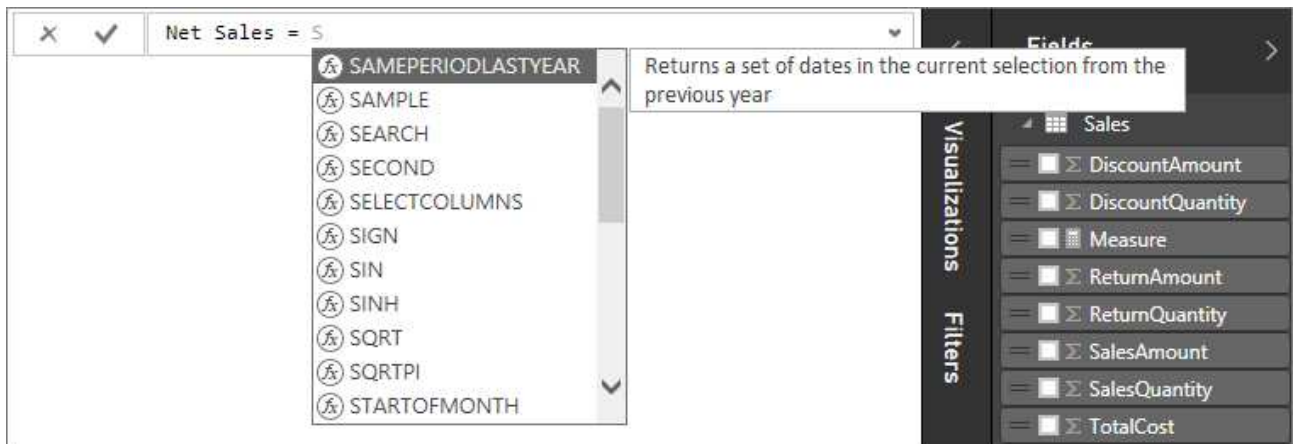 Net Sales = S
SAMEPERIODLASTYEAR
SAMPLE
SEARCH
SECOND
SELECTCOLUMNS
SIGN
SIN
SINH
SQRT
SQRTPI
STARTOFMONTH
Returns a set of dates in the current selection from the
previous year
Visualizations
Filters
Fields
Sales
DiscountAmount
DiscountQuantity
Measure
ReturnAmount
ReturnQuantity
SalesAmount
SalesQuantity
TotalCost